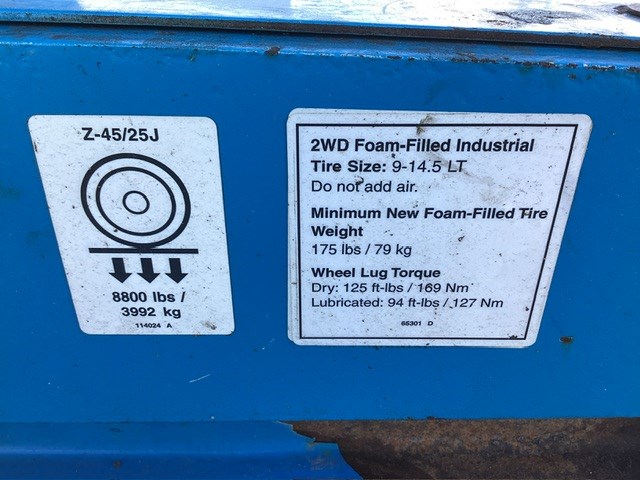 Z-45/25J
8800 lbs /
3992 kg
114024 A
2WD Foam-Filled Industrial
Tire Size: 9-14.5 LT
Do not add air.
Minimum New Foam-Filled Tire
Weight
175 lbs / 79 kg
Wheel Lug Torque
Dry: 125 ft-lbs / 169 Nm
Lubricated: 94 ft-lbs / 127 Nm
65301 D